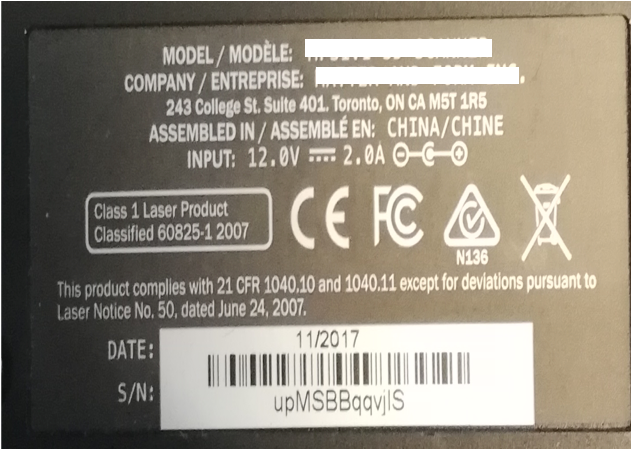 MODEL / MODÈLE:
COMPANY / ENTREPRISE:
243 College St. Suite 401. Toronto, ON CA M5T 1R5
ASSEMBLED IN / ASSEMBLÉ EN: CHINA/CHINE
INPUT: 12.0V 2.0A
Class 1 Laser Product
Classified 60825-1 2007
CE FC
N136
This product complies with 21 CFR 1040.10 and 1040.11 except for deviations pursuant to
Laser Notice No. 50, dated June 24, 2007.
DATE: 11/2017
S/N: upMSBBqqvjIS